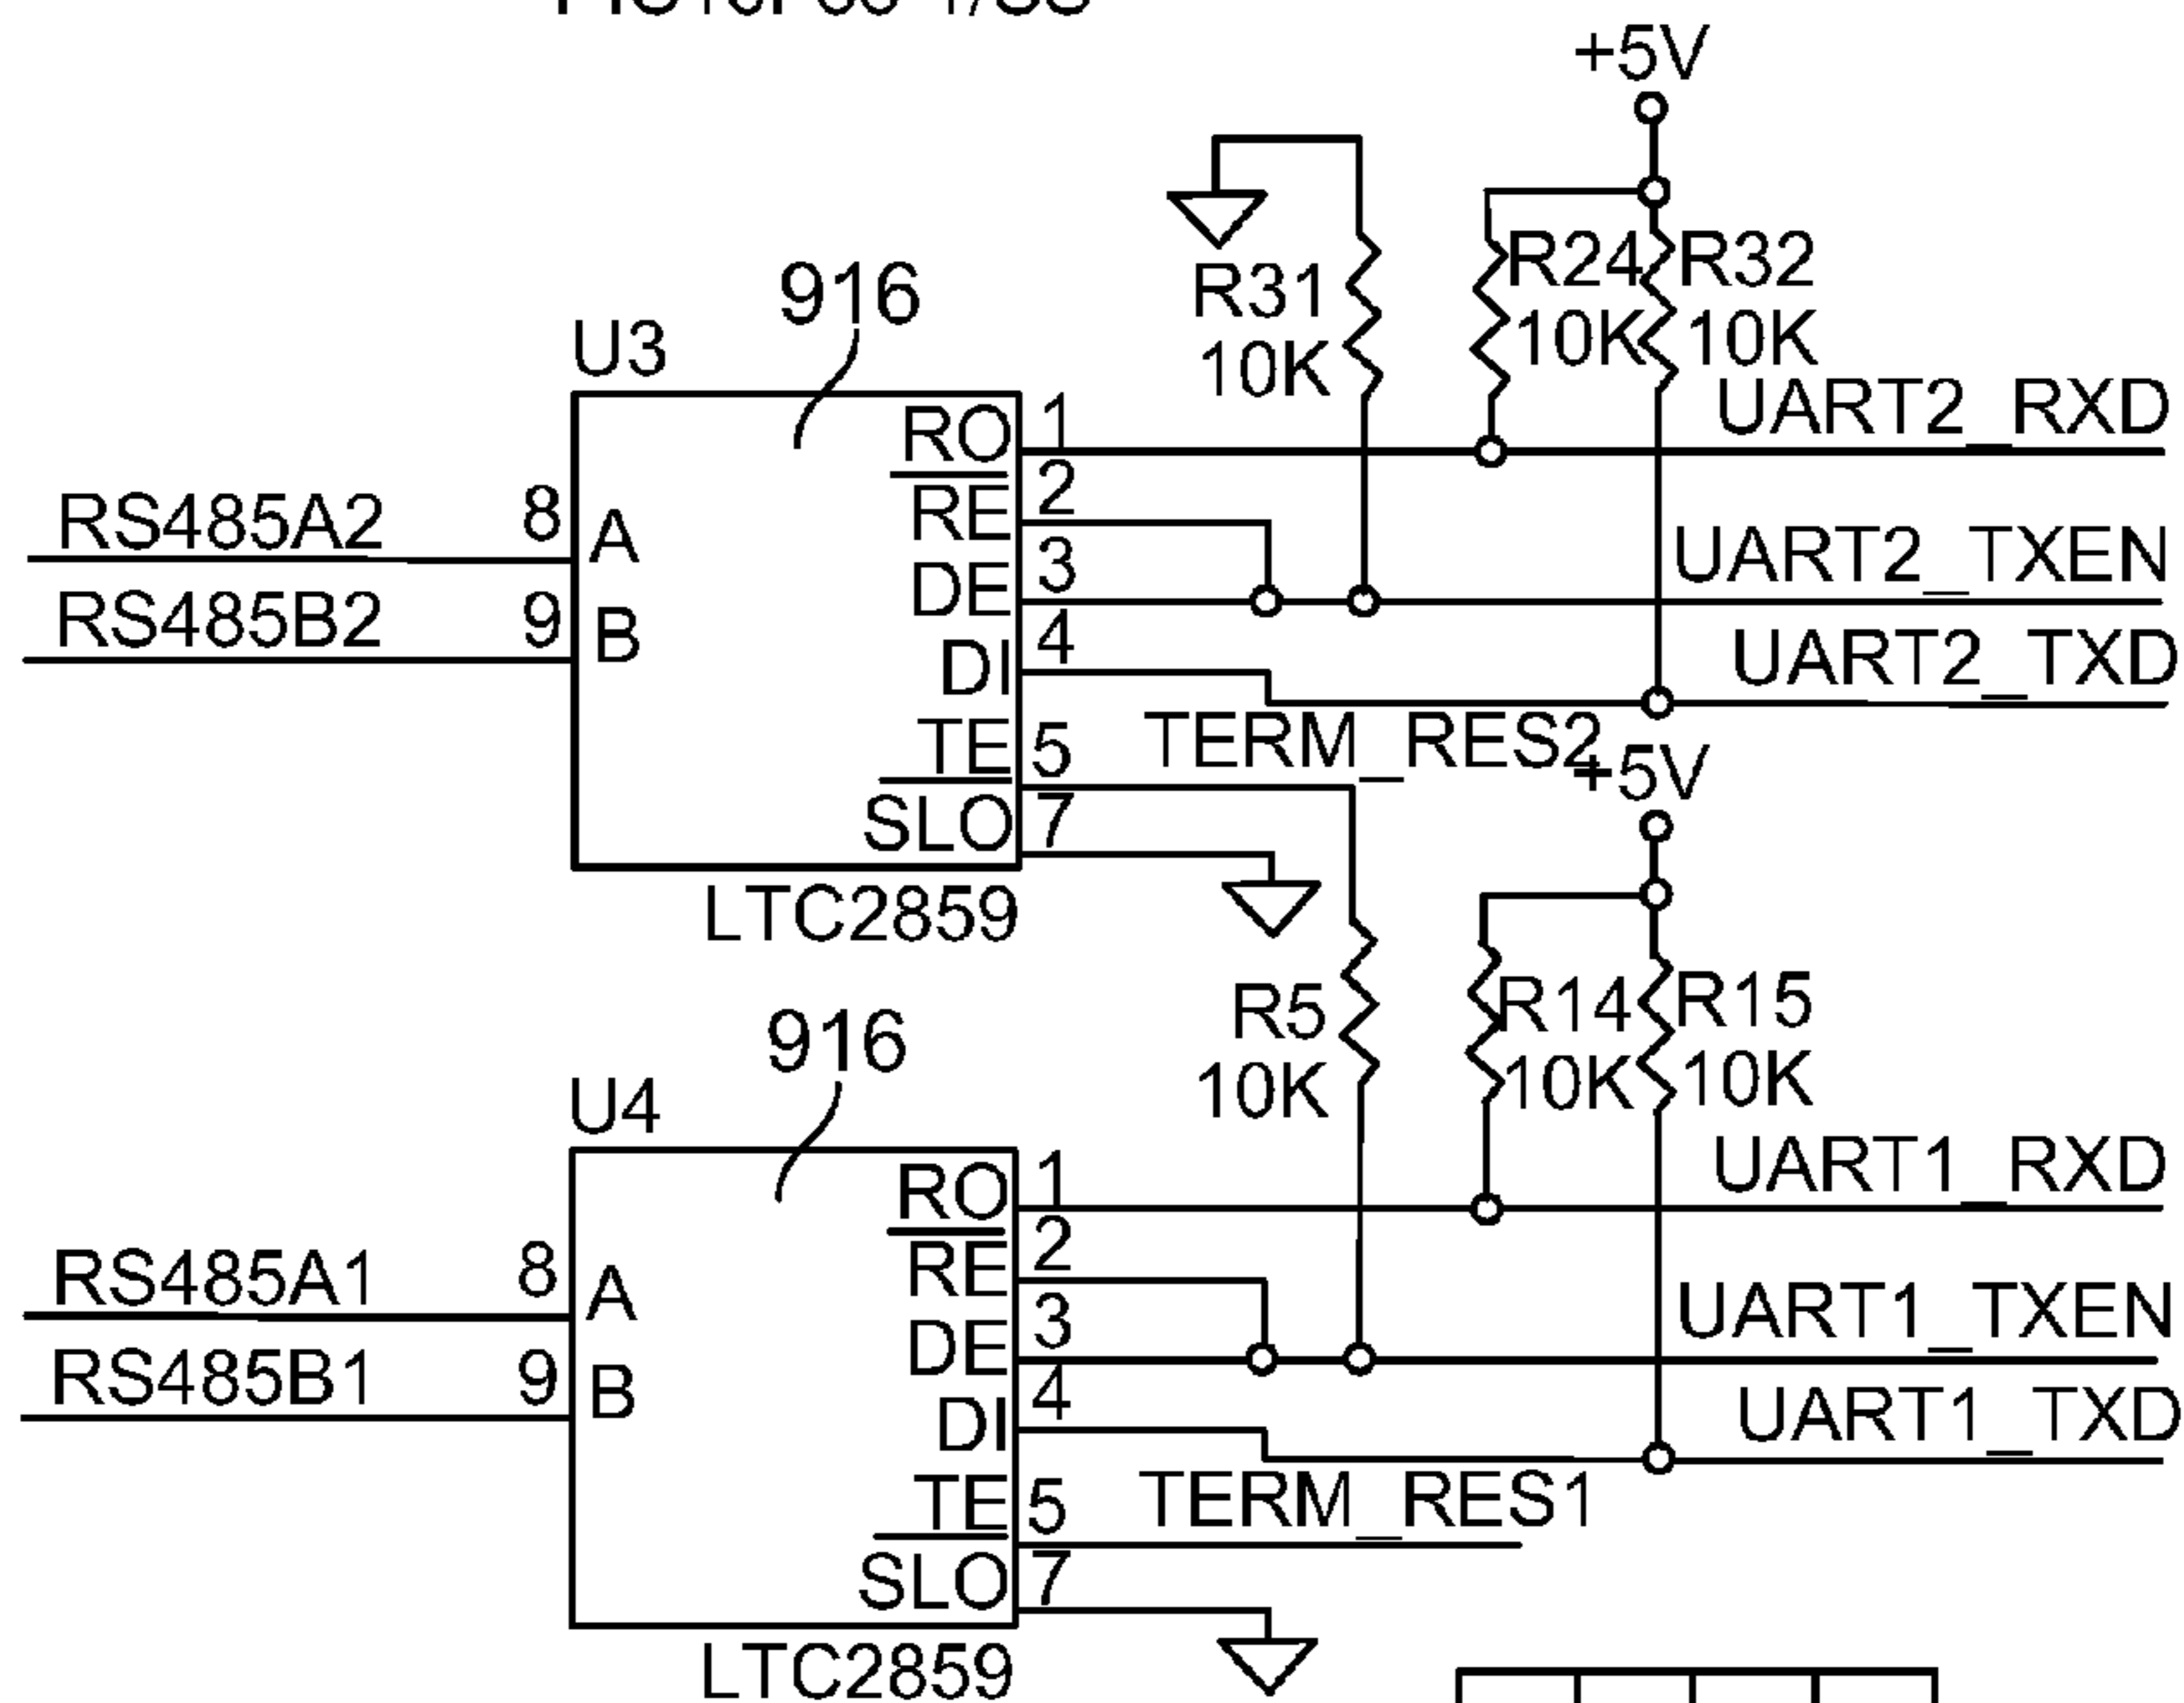 +5V
916
U3
R31
10K
R24
10K
R32
10K
RS485A2
8
A
RS485B2
9
B
RO
1
RE
2
DE
3
DI
4
TE
5
SLO
7
LTC2859
UART2_RXD
UART2_TXEN
UART2_TXD
TERM_RES2
+5V
R5
10K
R14
10K
R15
10K
916
U4
RS485A1
8
A
RS485B1
9
B
RO
1
RE
2
DE
3
DI
4
TE
5
SLO
7
LTC2859
UART1_RXD
UART1_TXEN
UART1_TXD
TERM_RES1